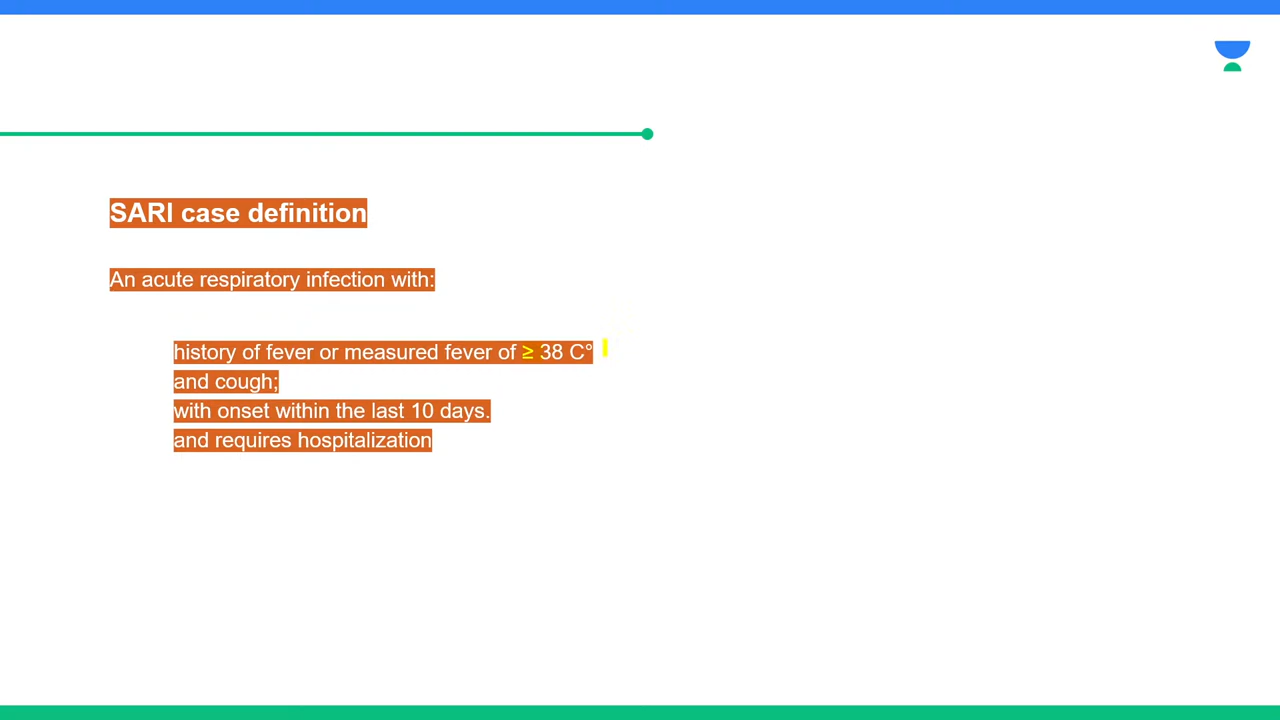 SARI case definition
An acute respiratory infection with:
history of fever or measured fever of ≥ 38 C°
and cough;
with onset within the last 10 days.
and requires hospitalization